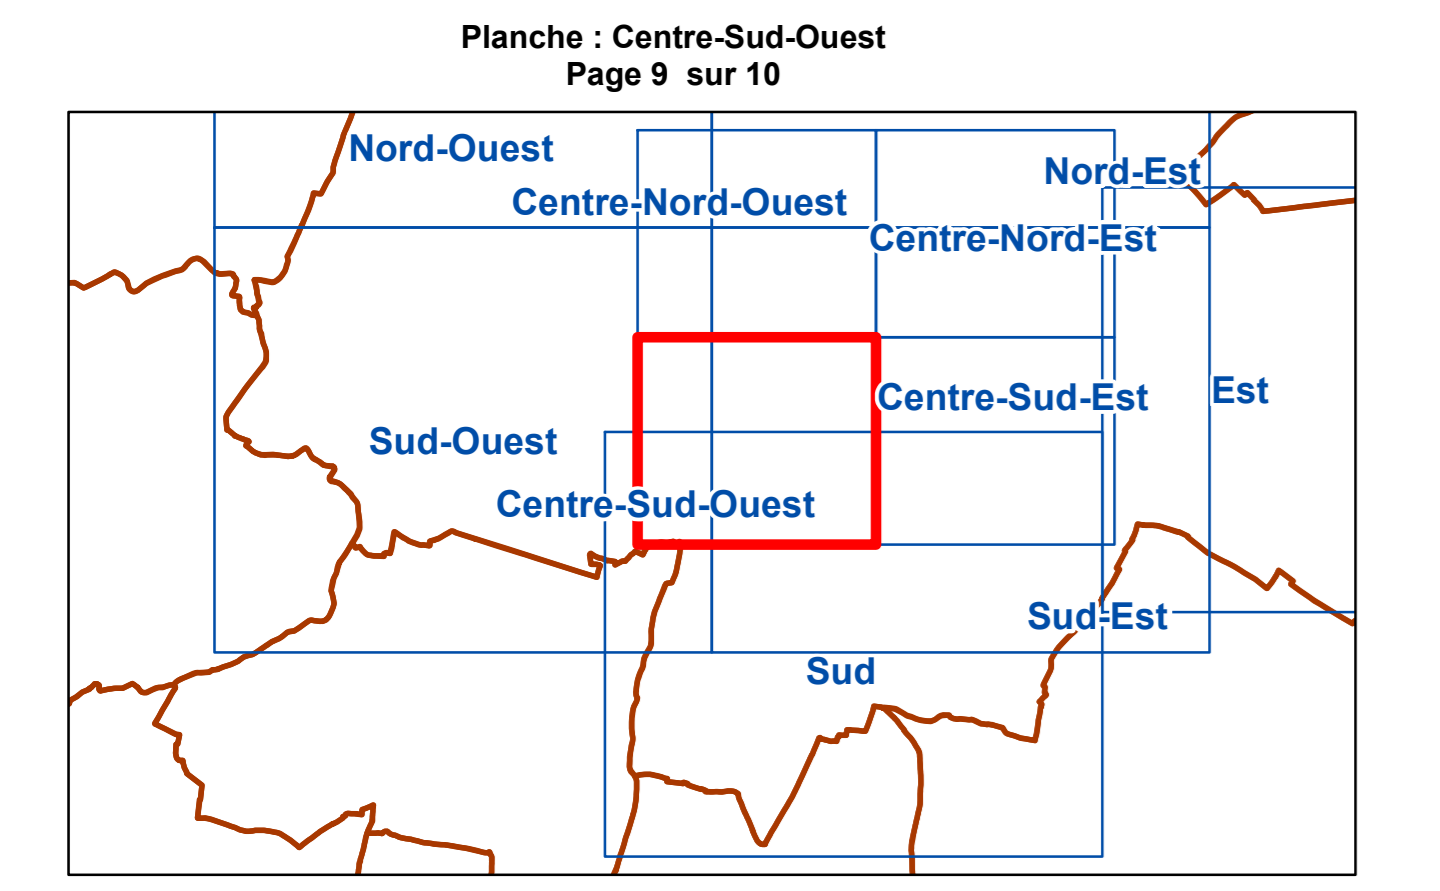 Planche : Centre-Sud-Ouest
Page 9 sur 10
Nord-Ouest
Nord-Est
Centre-Nord-Ouest
Centre-Nord-Est
Est
Centre-Sud-Est
Sud-Ouest
Centre-Sud-Ouest
Sud-Est
Sud